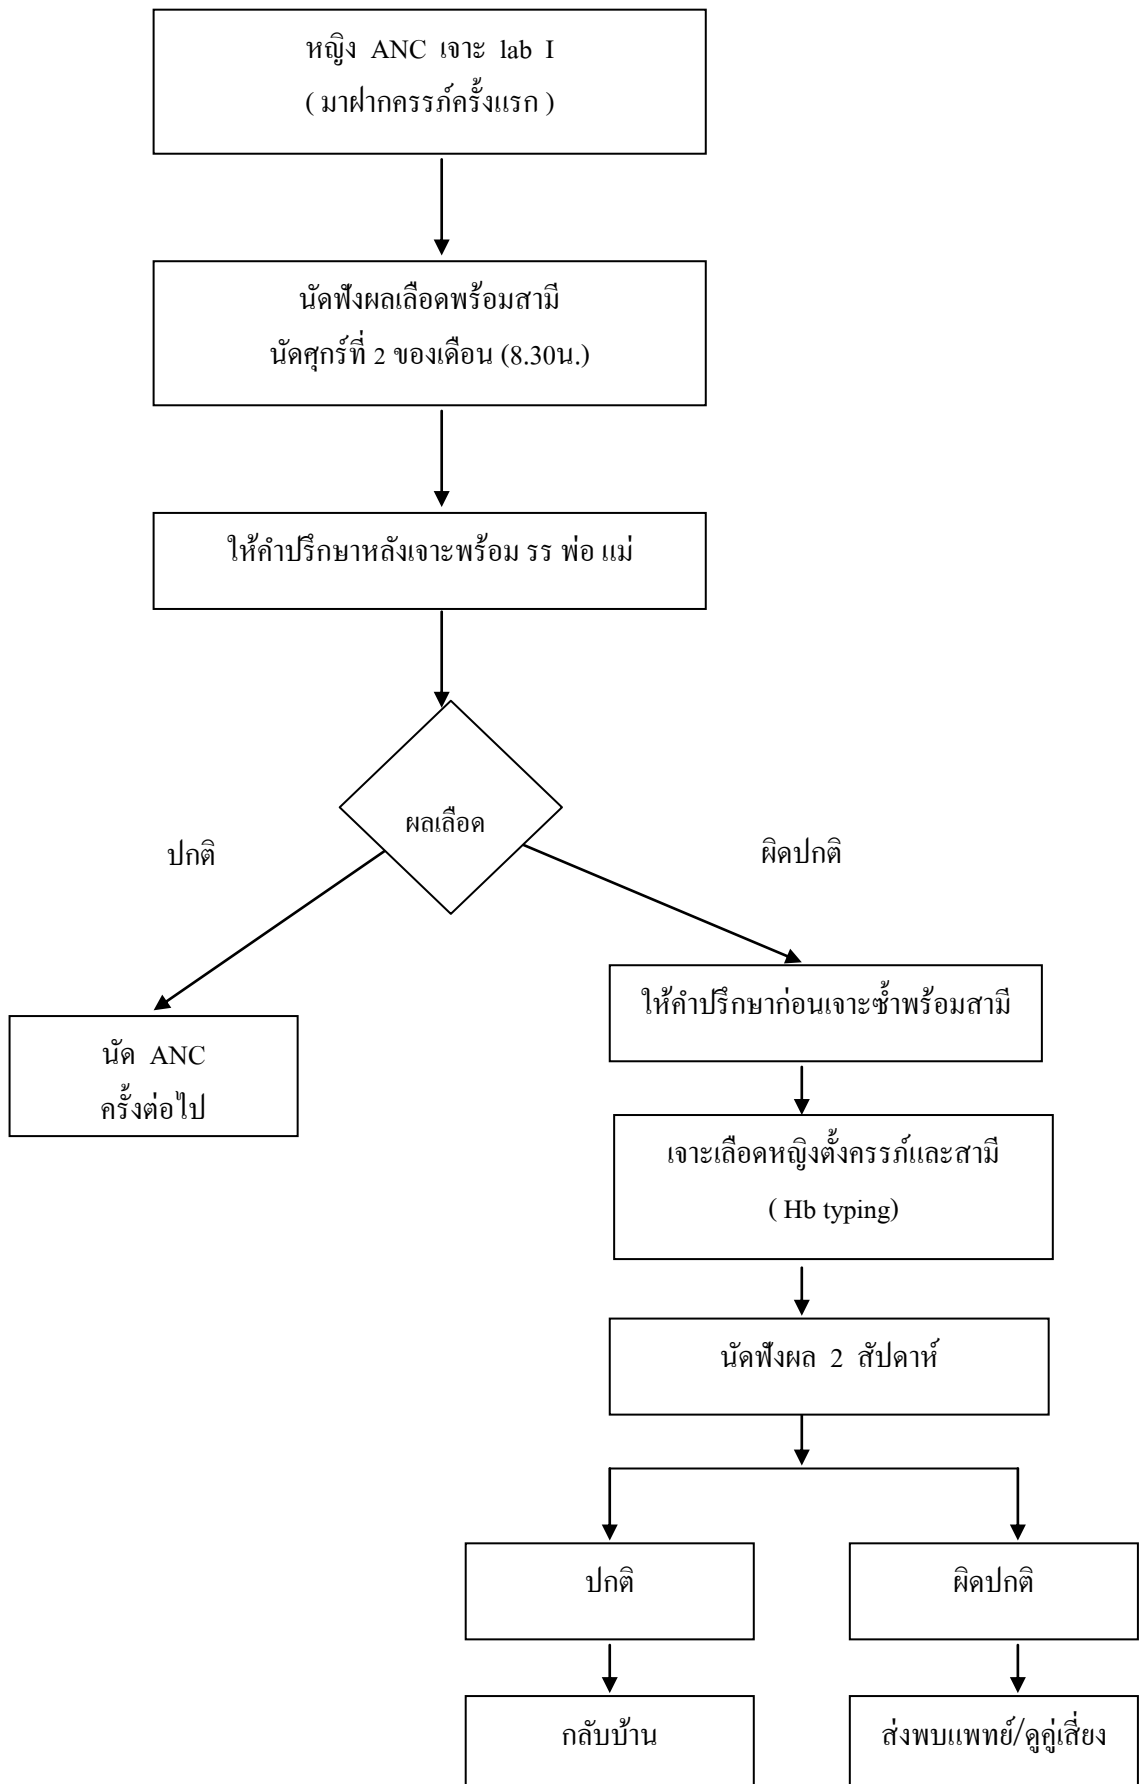 หญิง ANC เจาะ lab I
( มาฝากครรภ์ครั้งแรก )
นัดฟังผลเลือดพร้อมสามี
นัดศุกร์ที่ 2 ของเดือน (8.30น.)
ให้คำปรึกษาหลังเจาะพร้อม รร พ่อ แม่
ผลเลือด
ปกติ
ผิดปกติ
ให้คำปรึกษาก่อนเจาะซ้ำพร้อมสามี
นัด ANC
ครั้งต่อไป
เจาะเลือดหญิงตั้งครรภ์และสามี
( Hb typing)
นัดฟังผล 2 สัปดาห์
ปกติ
ผิดปกติ
กลับบ้าน
ส่งพบแพทย์/ดูคู่เสี่ยง